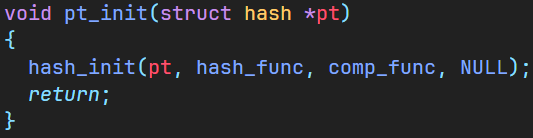 void pt_init(struct hash *pt)
{
  hash_init(pt, hash_func, comp_func, NULL);
  return;
}